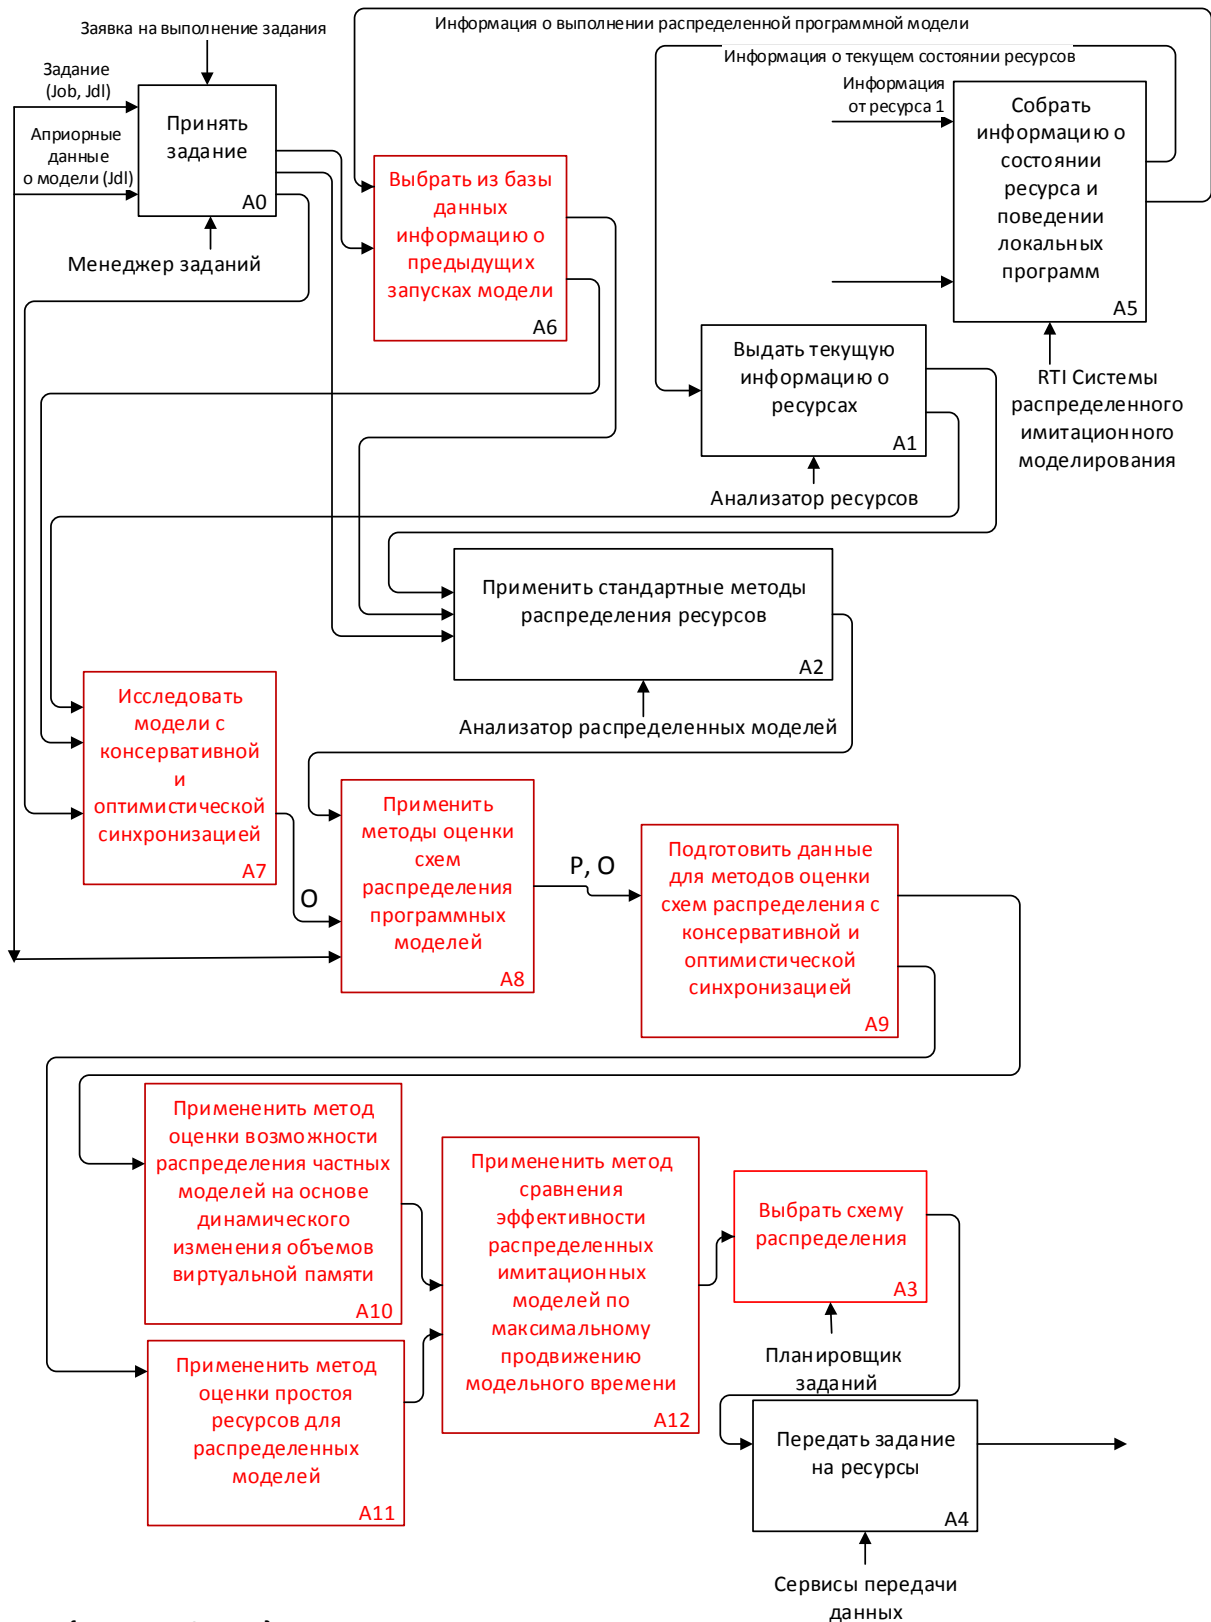 Заявка на выполнение задания
Информация о выполнении распределенной программной модели
Информация о текущем состоянии ресурсов
Задание
(Job, Jdl)
Априорные
данные
о модели (Jdl)
Принять
задание
A0
Менеджер заданий
Выбрать из базы
данных
информацию о
предыдущих
запусках модели
A6
Информация
от ресурса 1
Собрать
информацию о
состоянии
ресурса и
поведении
локальных
программ
A5
RTI Системы
распределенного
имитационного
моделирования
Выдать текущую
информацию о
ресурсах
A1
Анализатор ресурсов
Применить стандартные методы
распределения ресурсов
A2
Анализатор распределенных моделей
Исследовать
модели с
консервативной
и
оптимистической
синхронизацией
A7
O
Применить
методы оценки
схем
распределения
программных
моделей
A8
P, O
Подготовить данные
для методов оценки
схем распределения с
консервативной и
оптимистической
синхронизацией
A9
Примененить метод
оценки возможности
распределения частных
моделей на основе
динамического
изменения объемов
виртуальной памяти
A10
Примененить метод
оценки простоя
ресурсов для
распределенных
моделей
A11
Примененить метод
сравнения
эффективности
распределенных
имитационных
моделей по
максимальному
продвижению
модельного времени
A12
Выбрать схему
распределения
A3
Планировщик
заданий
Передать задание
на ресурсы
A4
Сервисы передачи
данных